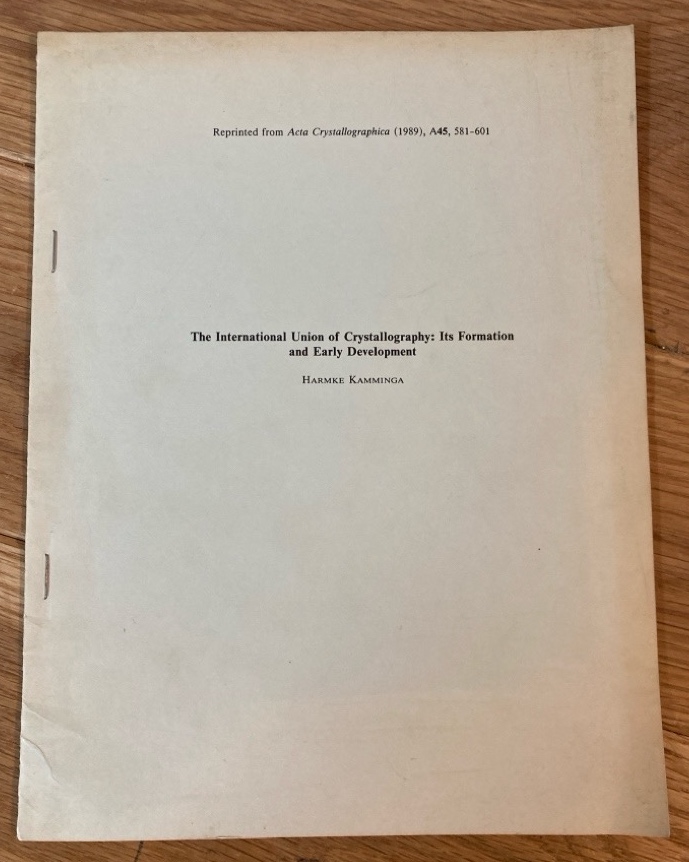 Reprinted from Acta Crystallographica (1989), A45, 581-601
The International Union of Crystallography: Its Formation
and Early Development
HARMKE KAMMINGA